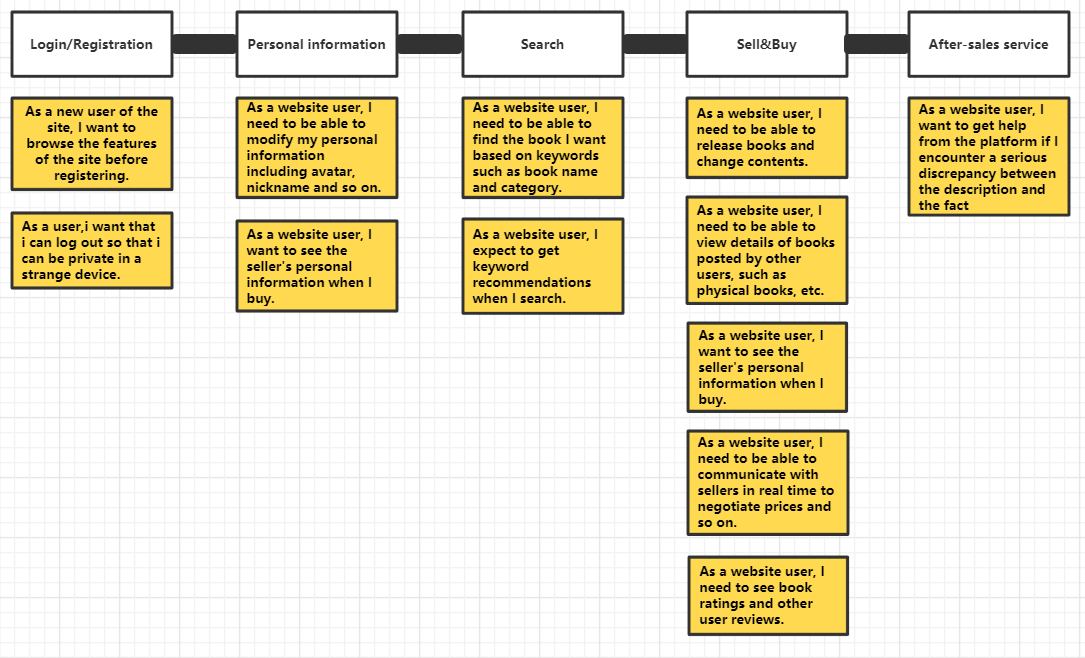 Login/Registration
Personal information
Search
Sell&Buy
After-sales service
As a new user of the
site, I want to
browse the features
of the site before
registering.
As a user,i want that
i can log out so that i
can be private in a
strange device.
As a website user, I
need to be able to
modify my personal
information
including avatar,
nickname and so on.
As a website user, I
want to see the
seller's personal
information when I
buy.
As a website user, I
need to be able to
find the book I want
based on keywords
such as book name
and category.
As a website user, I
expect to get
keyword
recommendations
when I search.
As a website user, I
need to be able to
release books and
change contents.
As a website user, I
need to be able to
view details of books
posted by other
users, such as
physical books, etc.
As a website user, I
want to see the
seller's personal
information when I
buy.
As a website user, I
need to be able to
communicate with
sellers in real time to
negotiate prices and
so on.
As a website user, I
need to see book
ratings and other
user reviews.
As a website user, I
want to get help
from the platform if I
encounter a serious
discrepancy between
the description and
the fact